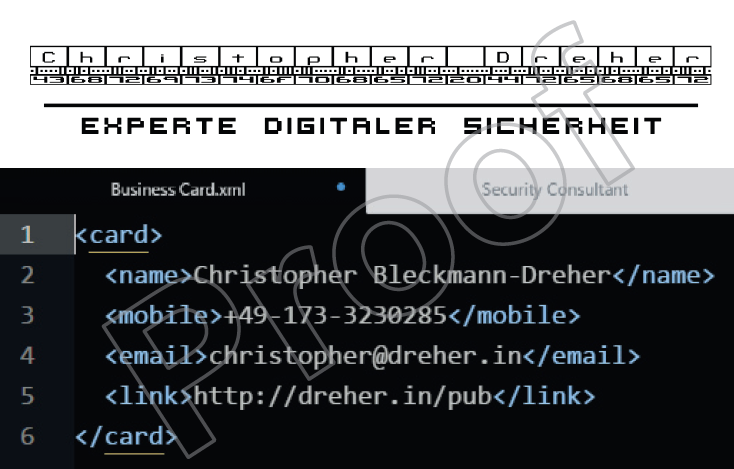 Christopher Dreher
43 68 72 69 73 74 6F 70 68 65 72 20 44 72 65 68 65 72
EXPERTE DIGITALER SICHERHEIT
Business Card.xml Security Consultant
1 <card>
2 <name>Christopher Bleckmann-Dreher</name>
3 <mobile>+49-173-3230285</mobile>
4 <email>christopher@dreher.in</email>
5 <link>http://dreher.in/pub</link>
6 </card>
Proof